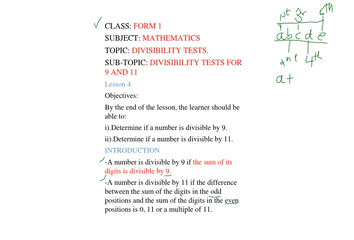 CLASS: FORM 1
SUBJECT: MATHEMATICS
TOPIC: DIVISIBILITY TESTS.
SUB-TOPIC: DIVISIBILITY TESTS FOR
9 AND 11
Lesson 4
Objectives:
By the end of the lesson, the learner should be
able to:
i).Determine if a number is divisible by 9.
ii).Determine if a number is divisible by 11.
INTRODUCTION
-A number is divisible by 9 if the sum of its
digits is divisible by 9.
-A number is divisible by 11 if the difference
between the sum of the digits in the odd
positions and the sum of the digits in the even
positions is 0, 11 or a multiple of 11.
1st 3r 5th
a b c d e
2nd 4th
a +